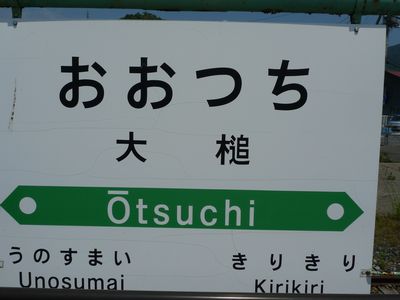 おおつち
大 槌
Ōtsuchi
うのすまい きりきり
Unosumai Kirikiri